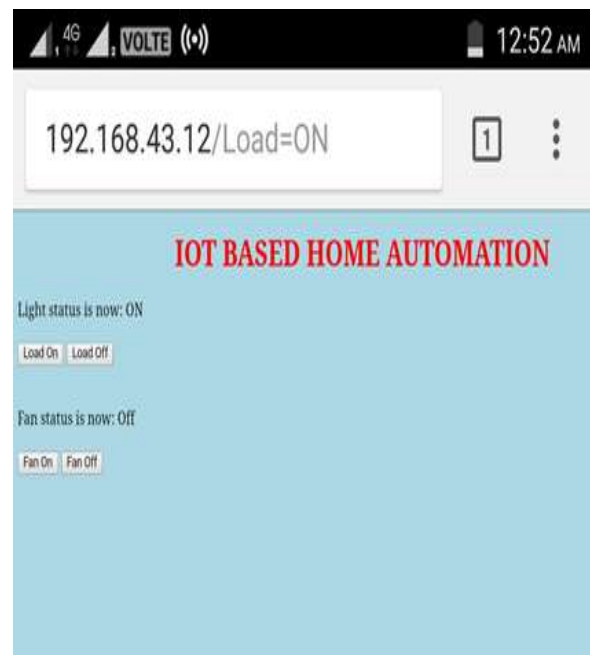 4G VOLTE 12:52 AM
192.168.43.12/Load=ON 1
IOT BASED HOME AUTOMATION
Light status is now: ON
Load On Load Off
Fan status is now: Off
Fan On Fan Off